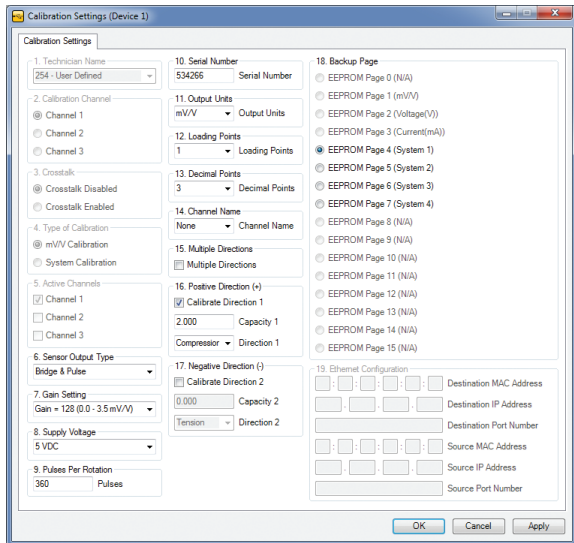 Calibration Settings (Device 1)
Calibration Settings
1. Technician Name
254 - User Defined
2. Calibration Channel
Channel 1
Channel 2
Channel 3
3. Crosstalk
Crosstalk Disabled
Crosstalk Enabled
4. Type of Calibration
mV/V Calibration
System Calibration
5. Active Channels
Channel 1
Channel 2
Channel 3
6. Sensor Output Type
Bridge & Pulse
7. Gain Setting
Gain = 128 (0.0 - 3.5 mV/V)
8. Supply Voltage
5 VDC
9. Pulses Per Rotation
360 Pulses
10. Serial Number
534266 Serial Number
11. Output Units
mV/V Output Units
12. Loading Points
1 Loading Points
13. Decimal Points
3 Decimal Points
14. Channel Name
None Channel Name
15. Multiple Directions
Multiple Directions
16. Positive Direction (+)
Calibrate Direction 1
2.000 Capacity 1
Compression Direction 1
17. Negative Direction (-)
Calibrate Direction 2
0.000 Capacity 2
Tension Direction 2
18. Backup Page
EEPROM Page 0 (N/A)
EEPROM Page 1 (mV/V)
EEPROM Page 2 (Voltage(V))
EEPROM Page 3 (Current(mA))
EEPROM Page 4 (System 1)
EEPROM Page 5 (System 2)
EEPROM Page 6 (System 3)
EEPROM Page 7 (System 4)
EEPROM Page 8 (N/A)
EEPROM Page 9 (N/A)
EEPROM Page 10 (N/A)
EEPROM Page 11 (N/A)
EEPROM Page 12 (N/A)
EEPROM Page 13 (N/A)
EEPROM Page 14 (N/A)
EEPROM Page 15 (N/A)
19. Ethernet Configuration
: : : : : Destination MAC Address
. . . Destination IP Address
Destination Port Number
: : : : : Source MAC Address
. . . Source IP Address
Source Port Number
OK Cancel Apply